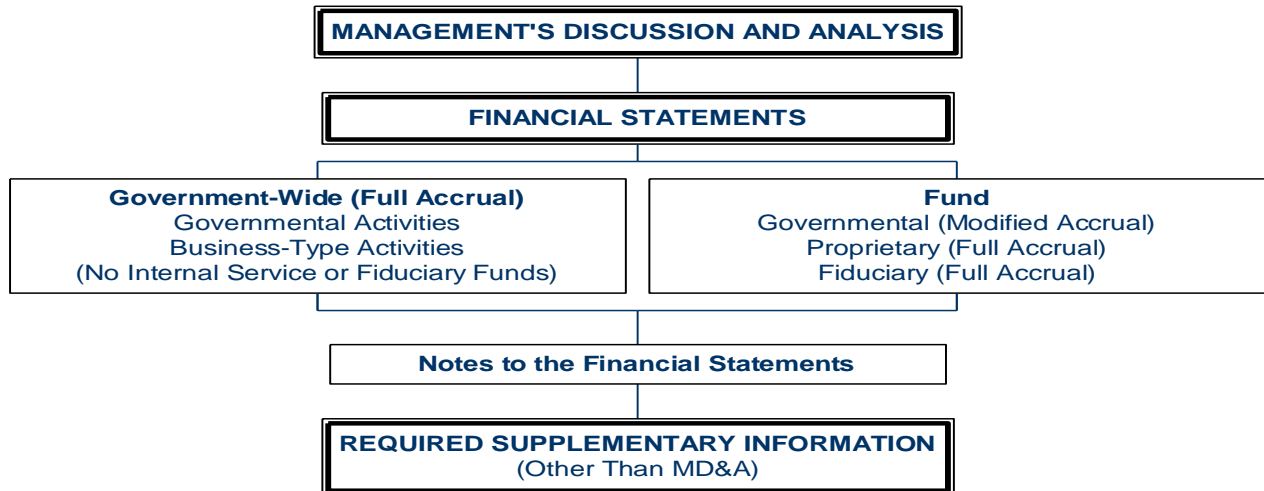 MANAGEMENT'S DISCUSSION AND ANALYSIS
FINANCIAL STATEMENTS
Government-Wide (Full Accrual)
Governmental Activities
Business-Type Activities
(No Internal Service or Fiduciary Funds)
Fund
Governmental (Modified Accrual)
Proprietary (Full Accrual)
Fiduciary (Full Accrual)
Notes to the Financial Statements
REQUIRED SUPPLEMENTARY INFORMATION
(Other Than MD&A)